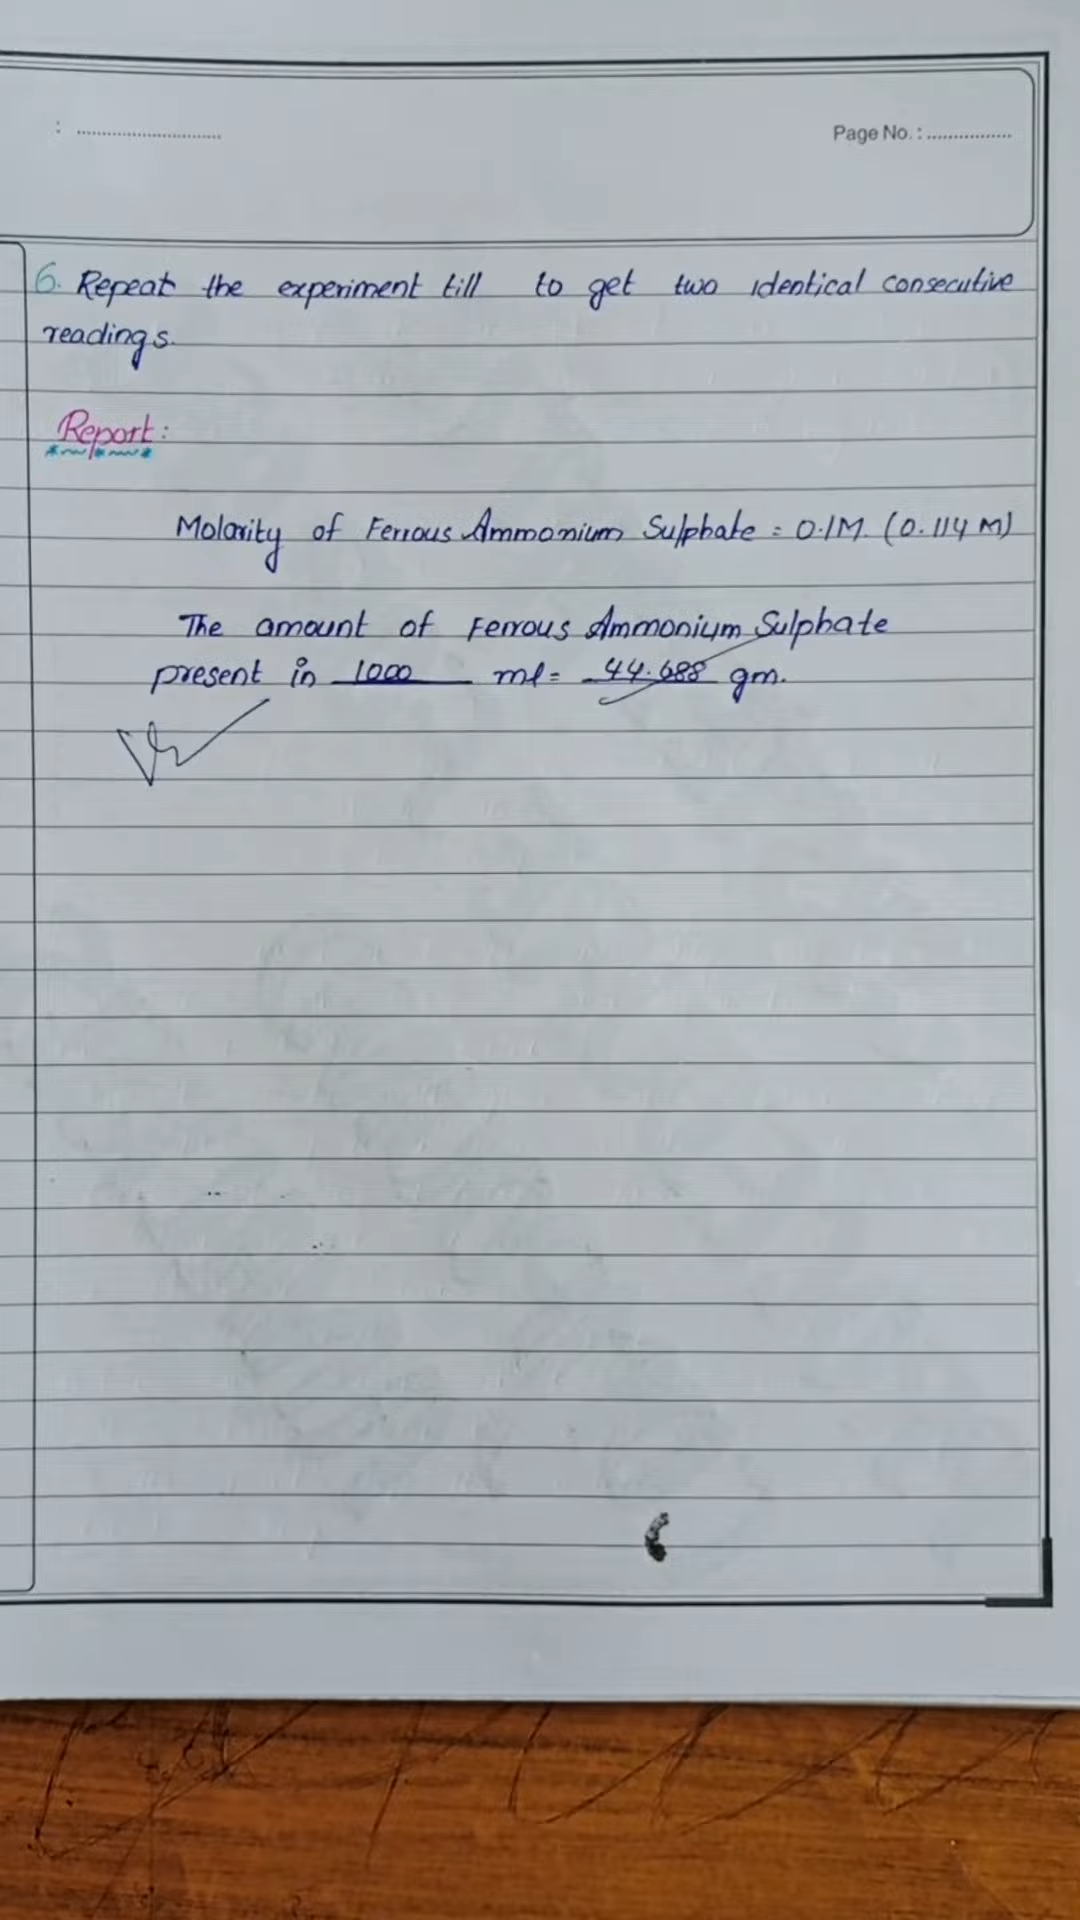 : ............................
Page No. : .................
6. Repeat the experiment till to get two identical consecutive
readings.
Report :
Molarity of Ferrous Ammonium Sulphate = 0.1M. (0.114 M)
The amount of Ferrous Ammonium Sulphate
present in 1000 ml = 44.688 gm.